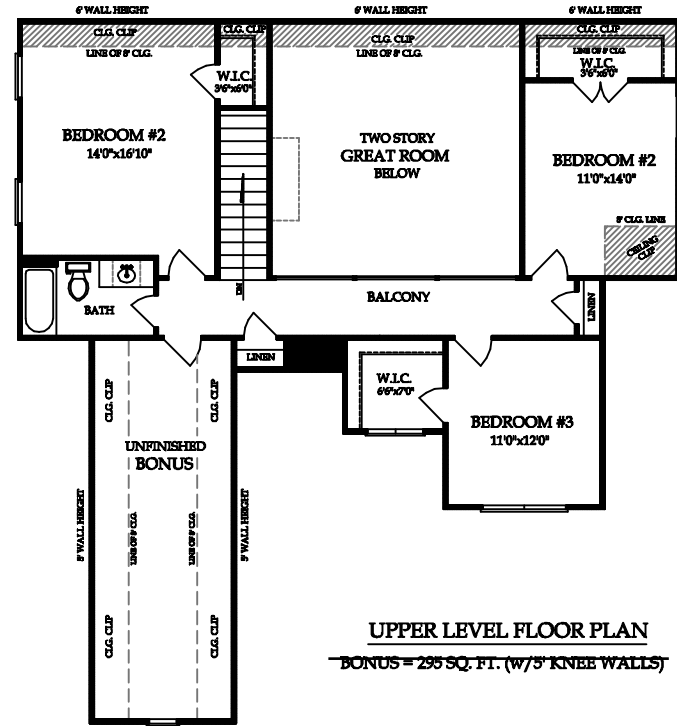 6' WALL HEIGHT
6' WALL HEIGHT
6' WALL HEIGHT
CLG. CLIP
CLG. CLIP
CLG. CLIP
CLG. CLIP
LINE OF 8' CLG.
LINE OF 8' CLG.
LINE OF 8' CLG.
W.I.C.
3'6"x6'0"
W.I.C.
3'6"x6'0"
BEDROOM #2
14'0"x16'10"
TWO STORY
GREAT ROOM
BELOW
BEDROOM #2
11'0"x14'0"
8' CLG. LINE
CEILING
CLIP
DN
BATH
BALCONY
LINEN
LINEN
W.I.C.
6'6"x7'0"
CLG. CLIP
CLG. CLIP
BEDROOM #3
11'0"x12'0"
UNFINISHED
BONUS
5' WALL HEIGHT
LINE OF 8' CLG.
LINE OF 8' CLG.
5' WALL HEIGHT
CLG. CLIP
CLG. CLIP
UPPER LEVEL FLOOR PLAN
BONUS = 295 SQ. FT. (W/5' KNEE WALLS)